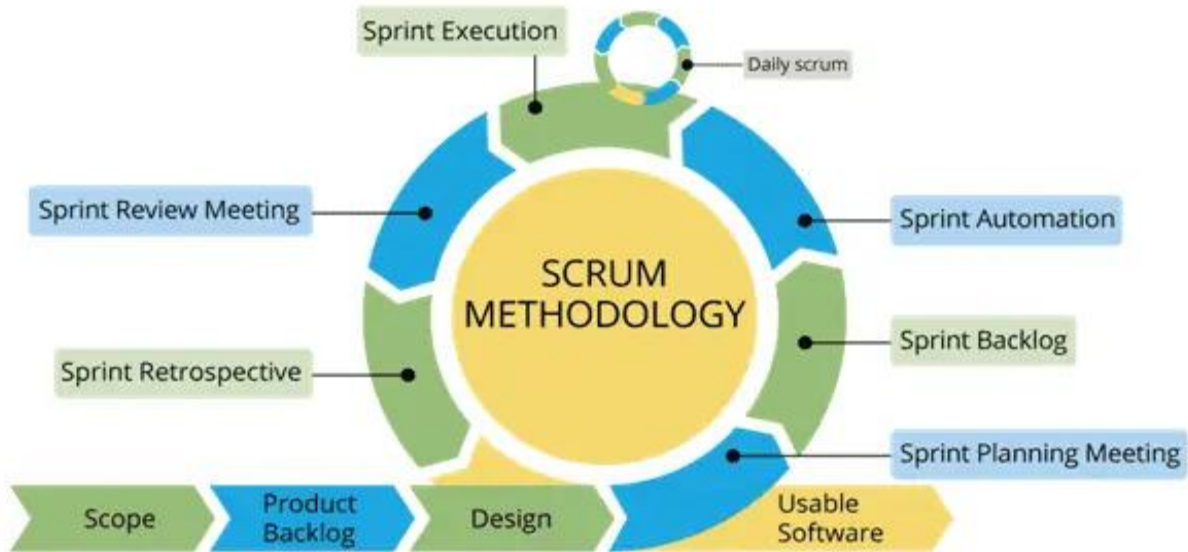 Sprint Execution
Daily scrum
Sprint Review Meeting
Sprint Automation
SCRUM
METHODOLOGY
Sprint Backlog
Sprint Retrospective
Sprint Planning Meeting
Scope
Product
Backlog
Design
Usable
Software